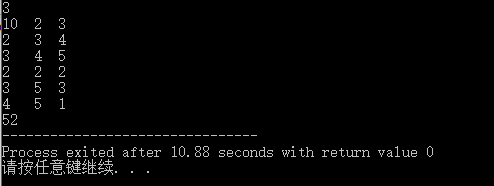 3
10  2  3
2   3  4
3   4  5
2   2  2
3   5  3
4   5  1
52
--------------------------------
Process exited after 10.88 seconds with return value 0
请按任意键继续. . .